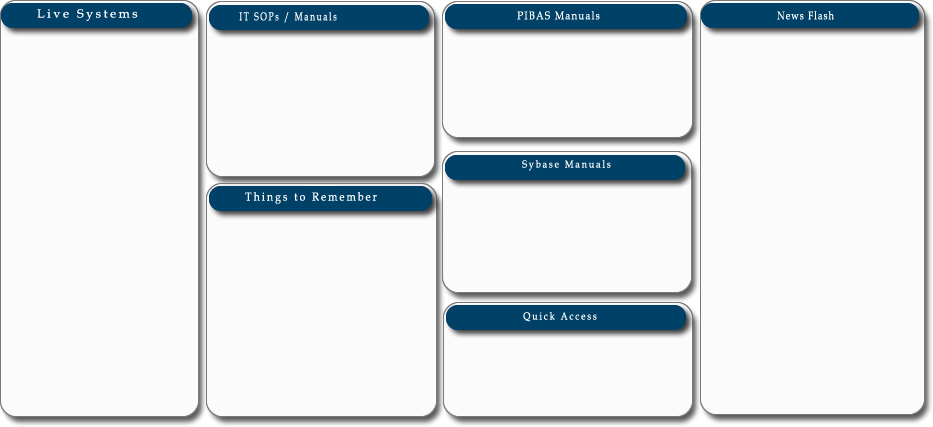 Live Systems
IT SOPs / Manuals
Things to Remember
PIBAS Manuals
Sybase Manuals
Quick Access
News Flash